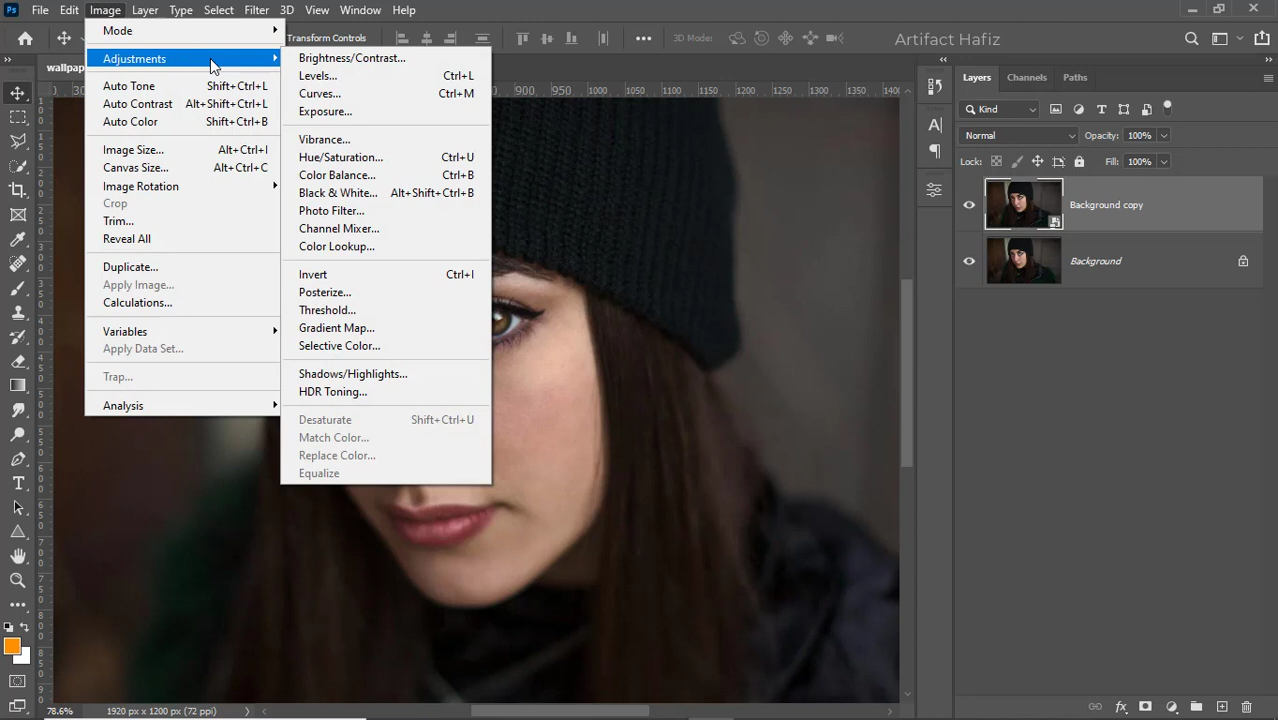 Ps File Edit Image Layer Type Select Filter 3D View Window Help
Transform Controls 3D Mode: Artifact Hafiz
wallpap
Mode
Adjustments
Auto Tone Shift+Ctrl+L
Auto Contrast Alt+Shift+Ctrl+L
Auto Color Shift+Ctrl+B
Image Size... Alt+Ctrl+I
Canvas Size... Alt+Ctrl+C
Image Rotation
Crop
Trim...
Reveal All
Duplicate...
Apply Image...
Calculations...
Variables
Apply Data Set...
Trap...
Analysis
Brightness/Contrast...
Levels... Ctrl+L
Curves... Ctrl+M
Exposure...
Vibrance...
Hue/Saturation... Ctrl+U
Color Balance... Ctrl+B
Black & White... Alt+Shift+Ctrl+B
Photo Filter...
Channel Mixer...
Color Lookup...
Invert Ctrl+I
Posterize...
Threshold...
Gradient Map...
Selective Color...
Shadows/Highlights...
HDR Toning...
Desaturate Shift+Ctrl+U
Match Color...
Replace Color...
Equalize
900 950 1000 1050 1100 1150 1200 1250 1300 1350 1400
Layers Channels Paths
Kind
Normal Opacity: 100%
Lock: Fill: 100%
Background copy
Background
78.6% 1920 px x 1200 px (72 ppi)